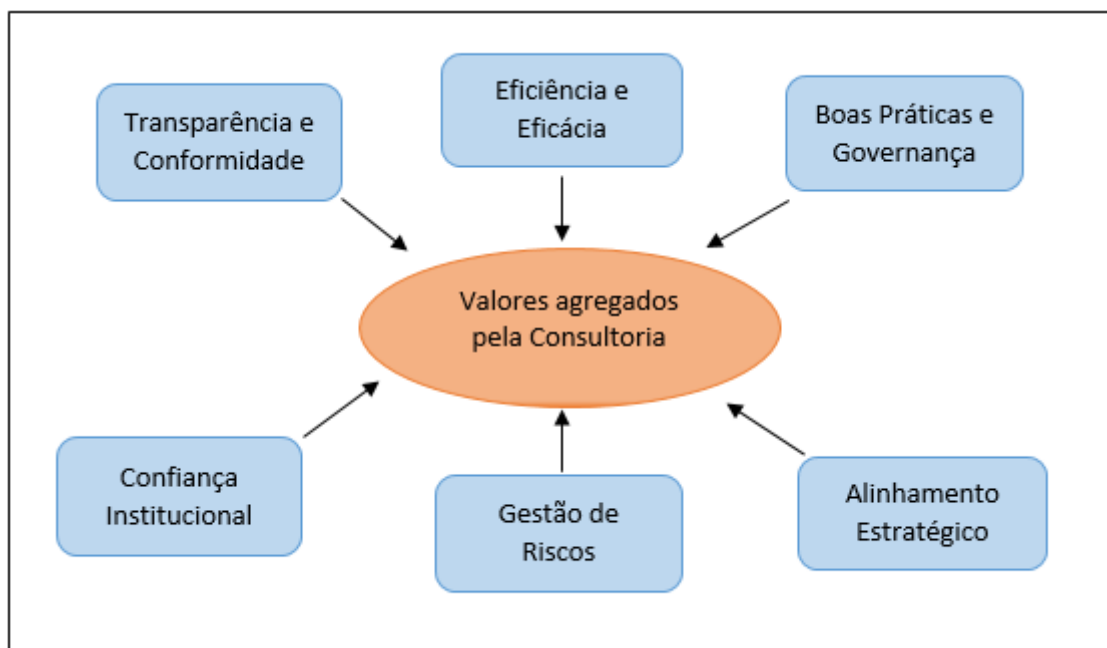 Transparência e
Conformidade
Eficiência e
Eficácia
Boas Práticas e
Governança
Valores agregados
pela Consultoria
Confiança
Institucional
Gestão de
Riscos
Alinhamento
Estratégico